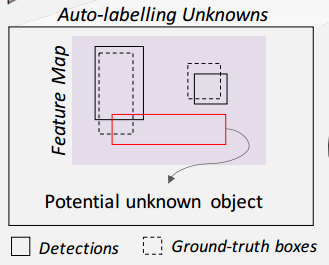 Auto-labelling Unknowns
Feature Map
Potential unknown object
Detections
Ground-truth boxes